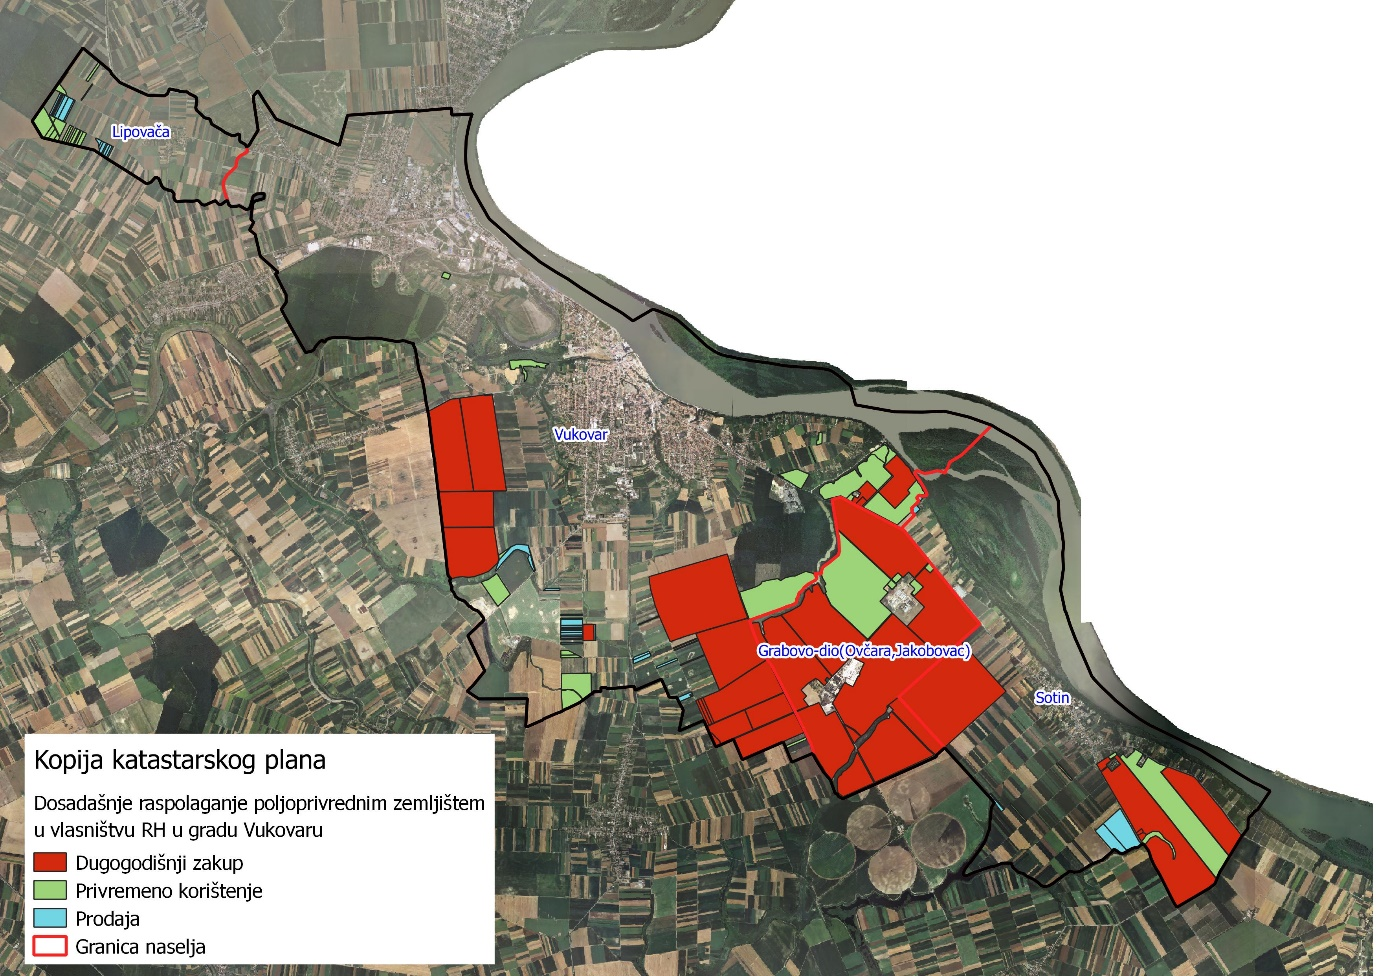 Lipovača
Vukovar
Grabovo-dio(Ovčara,Jakobovac)
Sotin
Kopija katastarskog plana
Dosadašnje raspolaganje poljoprivrednim zemljištem
u vlasništvu RH u gradu Vukovaru
Dugogodišnji zakup
Privremeno korištenje
Prodaja
Granica naselja